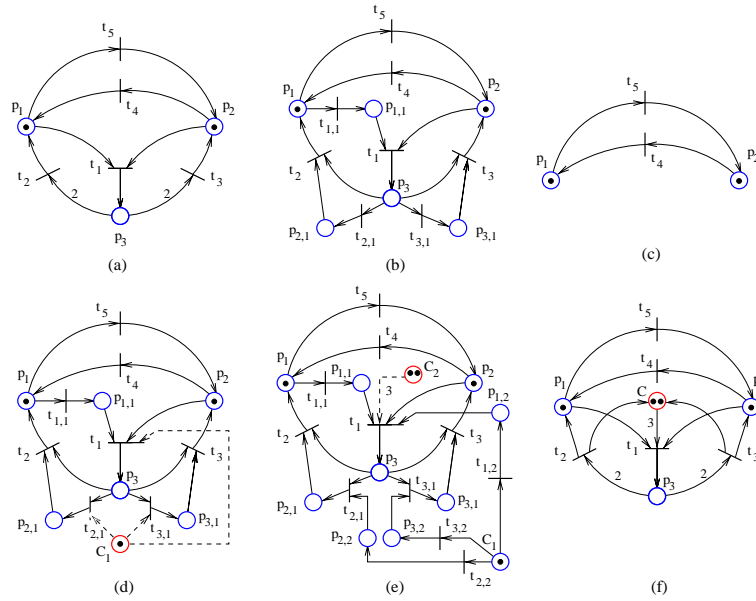 t5
t5
p1
t4
p2
p1
t4
p2
t5
t1,1
p1,1
t2
t1
t3
t2
t1
t3
p1
t4
p2
2
2
p3
p3
p2,1
t2,1
t3,1
p3,1
(a)
(b)
(c)
t5
t5
t5
p1
t4
p2
p1
t4
p1,1
C2
p2
p1
t4
p
t1,1
p1,1
t1,1
3
p1,2
C
3
t2
t1
t3
t2
t1
t3
t2
t1
t3
p3
p3
t1,2
2
2
p2,1
t2,1
t3,1
p3,1
p2,1
t2,1
t3,1
p3,1
p3
C1
p2,2
p3,2
t3,2
C1
t2,2
(d)
(e)
(f)